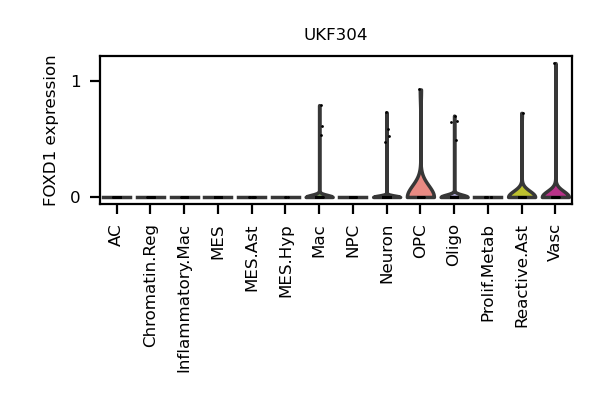 UKF304
FOXD1 expression
1
0
AC
Chromatin.Reg
Inflammatory.Mac
MES
MES.Ast
MES.Hyp
Mac
NPC
Neuron
OPC
Oligo
Prolif.Metab
Reactive.Ast
Vasc